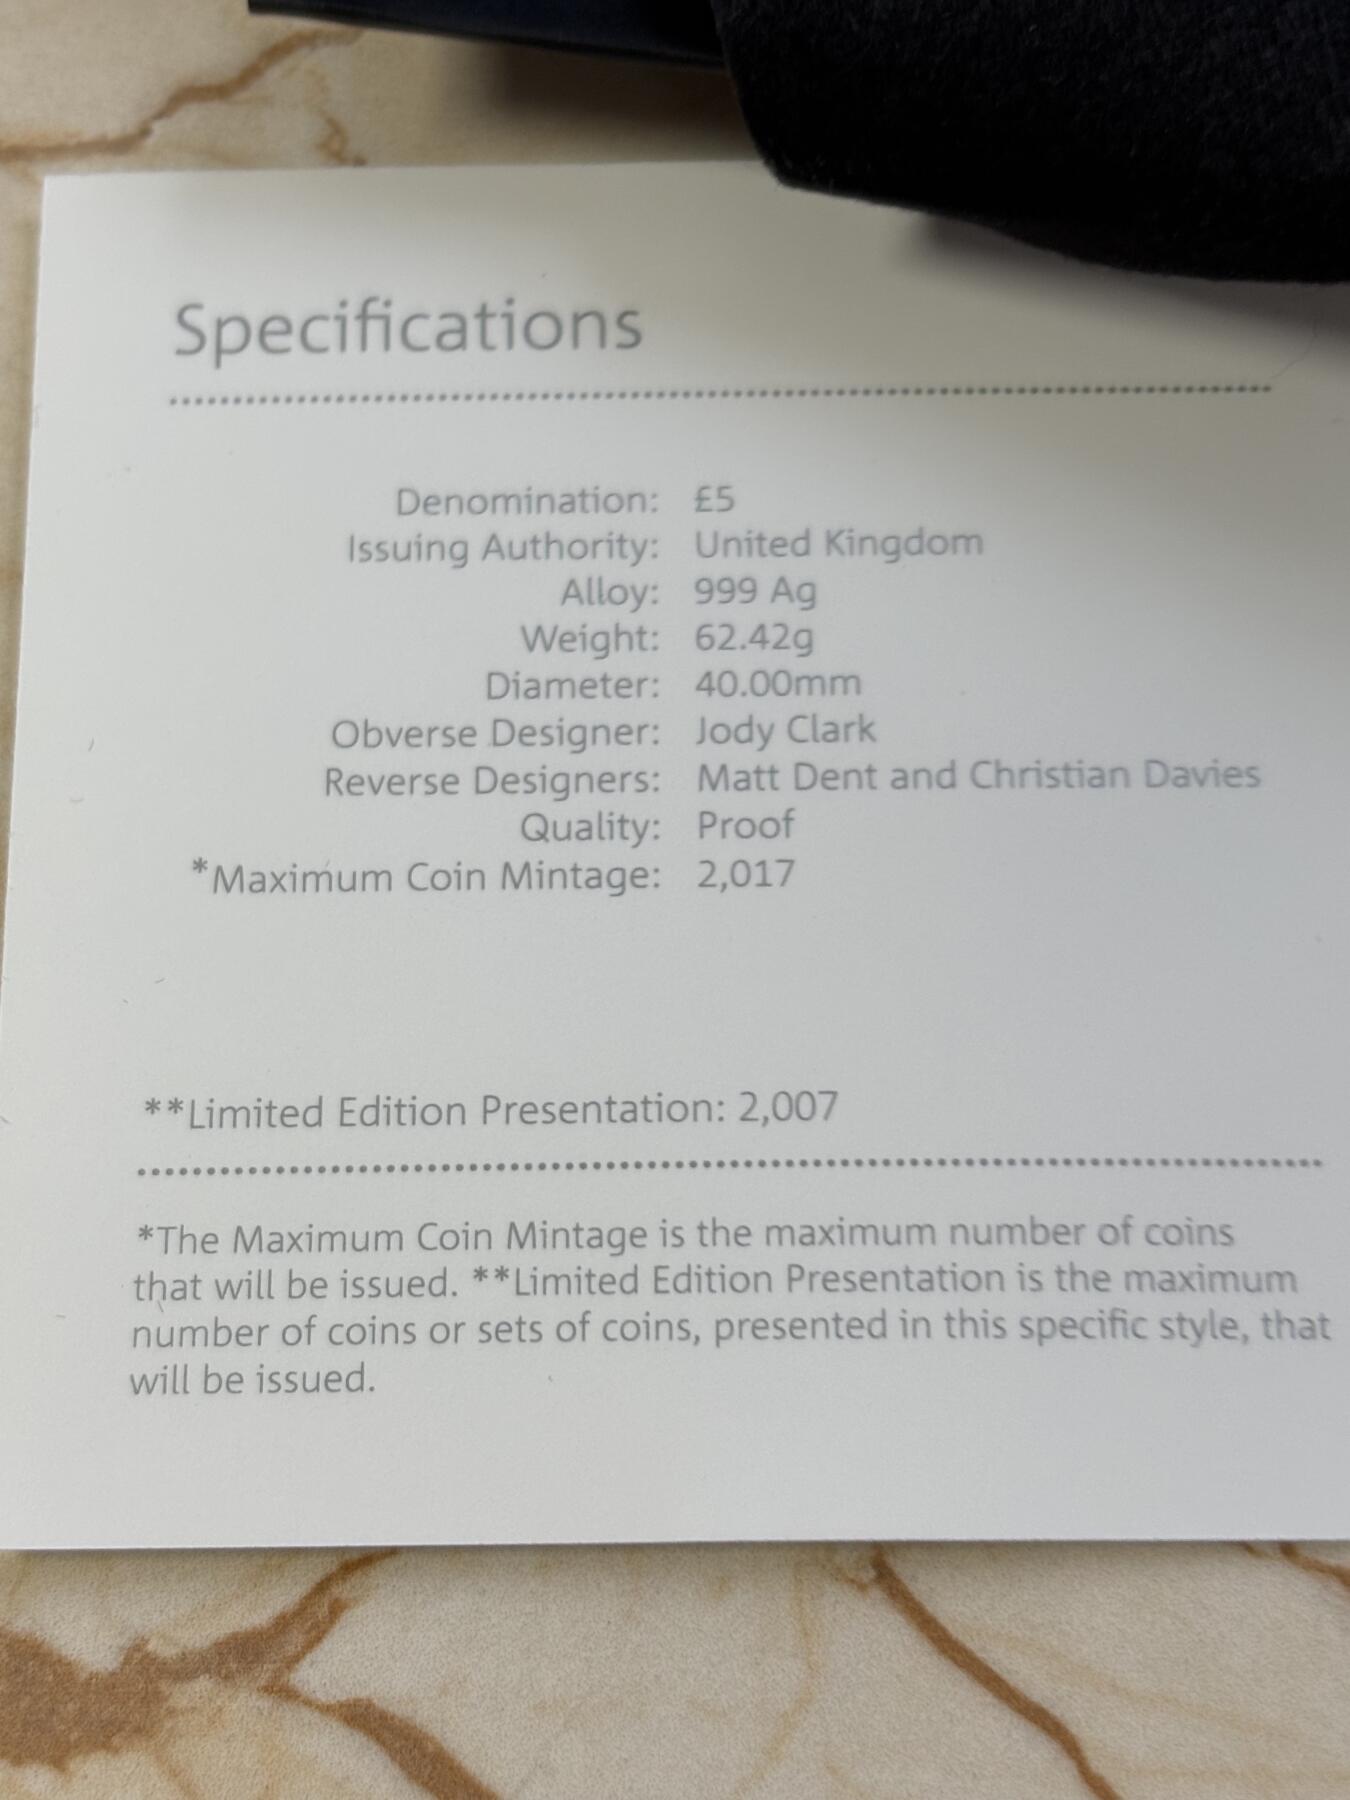 Specifications
Denomination: £5
Issuing Authority: United Kingdom
Alloy: 999 Ag
Weight: 62.42g
Diameter: 40.00mm
Obverse Designer: Jody Clark
Reverse Designers: Matt Dent and Christian Davies
Quality: Proof
*Maximum Coin Mintage: 2,017
**Limited Edition Presentation: 2,007
*The Maximum Coin Mintage is the maximum number of coins
that will be issued. **Limited Edition Presentation is the maximum
number of coins or sets of coins, presented in this specific style, that
will be issued.